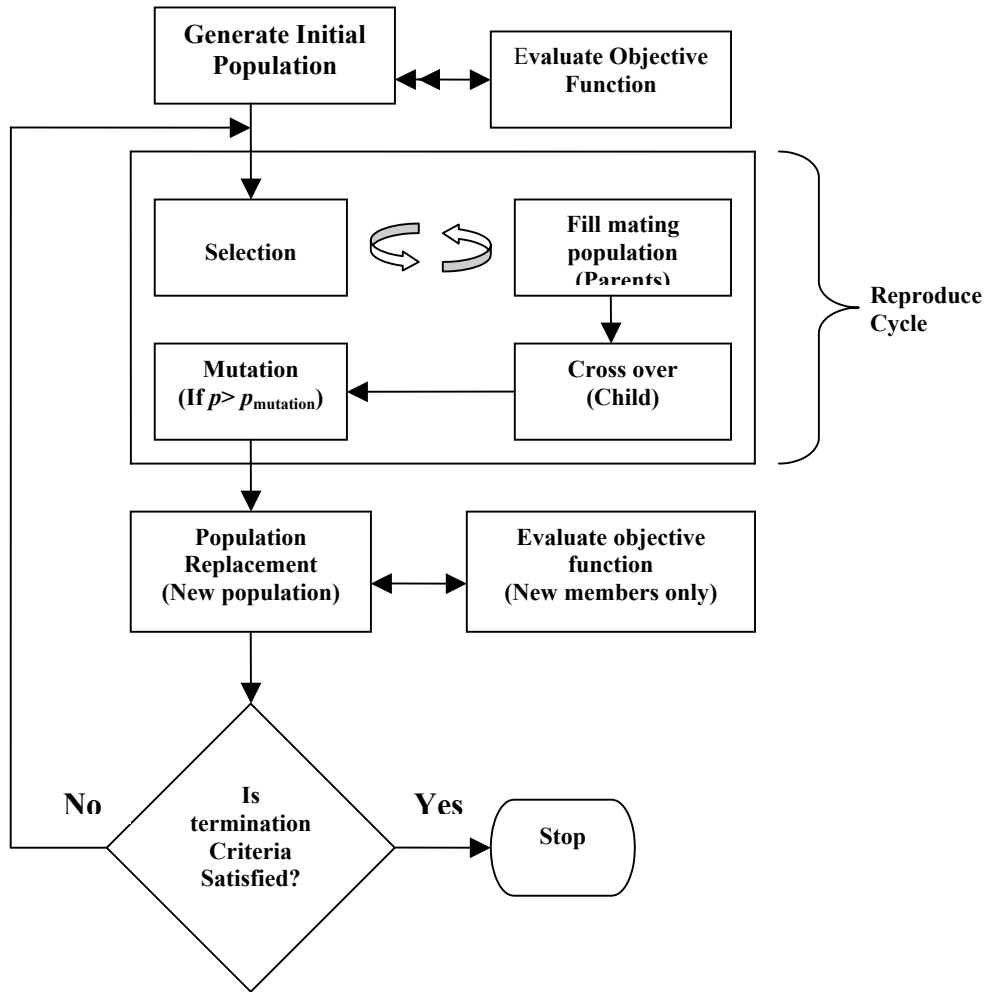 Generate Initial
Population
Evaluate Objective
Function
Selection
Fill mating
population
(Parents)
Reproduce
Cycle
Mutation
(If p> pmutation)
Cross over
(Child)
Population
Replacement
(New population)
Evaluate objective
function
(New members only)
No
Is
termination
Criteria
Satisfied?
Yes
Stop